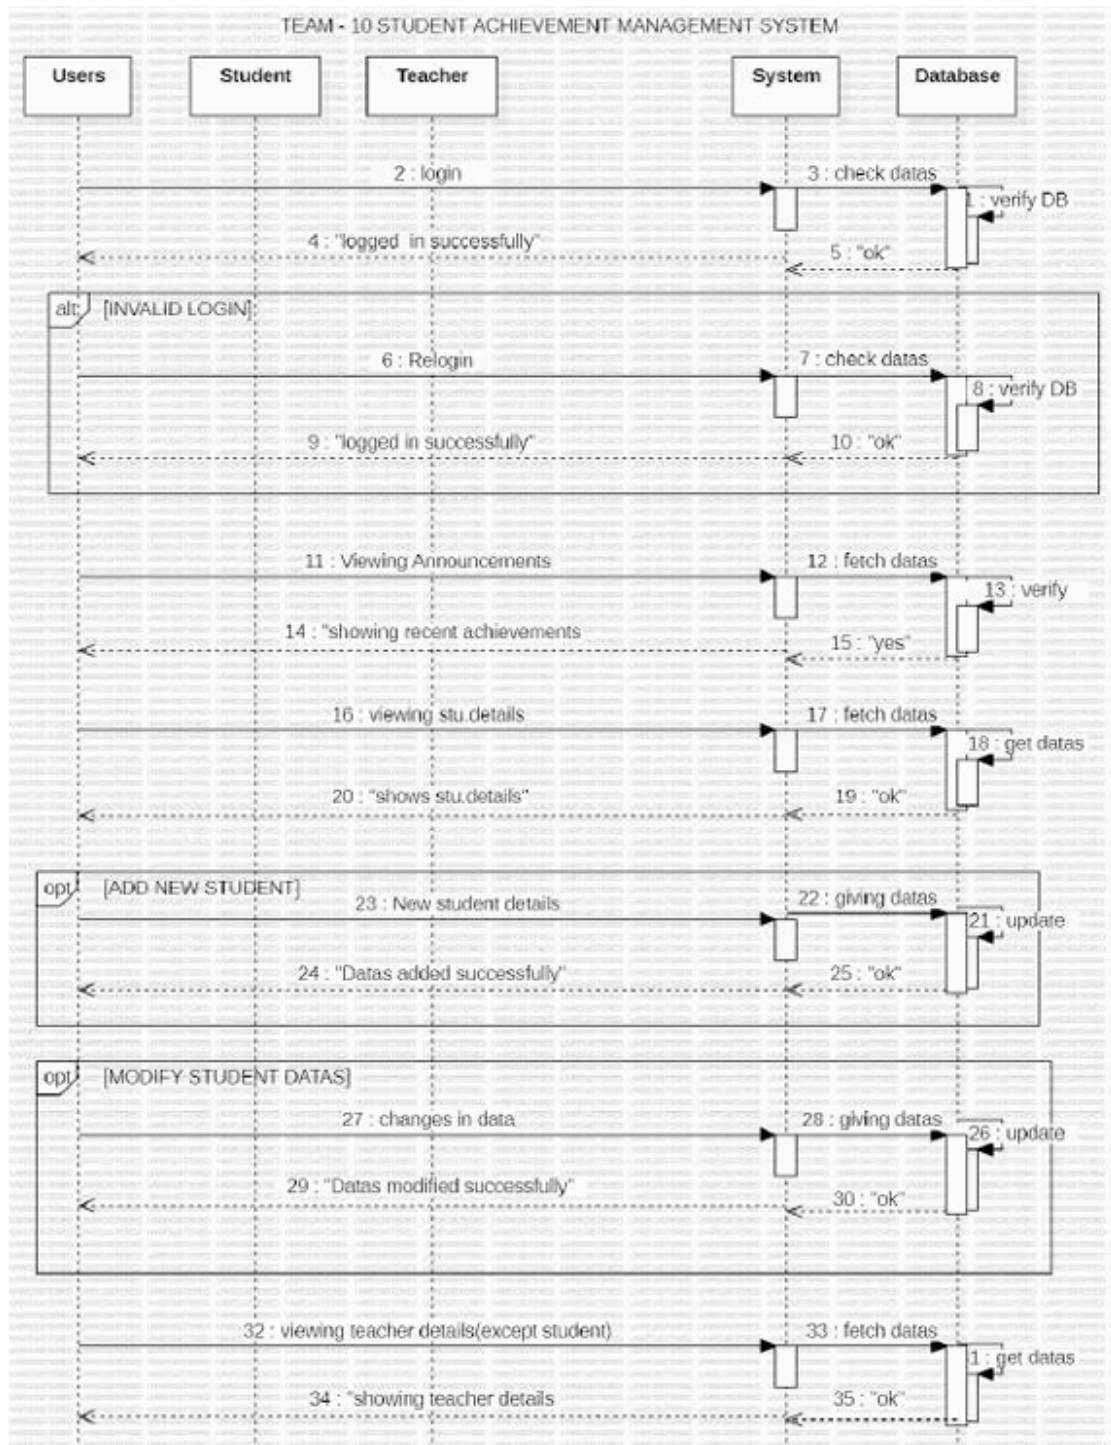 TEAM - 10 STUDENT ACHIEVEMENT MANAGEMENT SYSTEM
Users Student Teacher System Database
2 : login 3 : check datas
1 : verify DB
4 : "logged in successfully" 5 : "ok"
alt [INVALID LOGIN]
6 : Relogin 7 : check datas
8 : verify DB
9 : "logged in successfully" 10 : "ok"
11 : Viewing Announcements 12 : fetch datas
13 : verify
14 : "showing recent achievements 15 : "yes"
16 : viewing stu.details 17 : fetch datas
18 : get datas
20 : "shows stu.details" 19 : "ok"
opt [ADD NEW STUDENT]
23 : New student details 22 : giving datas
21 : update
24 : "Datas added successfully" 25 : "ok"
opt [MODIFY STUDENT DATAS]
27 : changes in data 28 : giving datas
26 : update
29 : "Datas modified successfully" 30 : "ok"
32 : viewing teacher details(except student) 33 : fetch datas
1 : get datas
34 : "showing teacher details 35 : "ok"